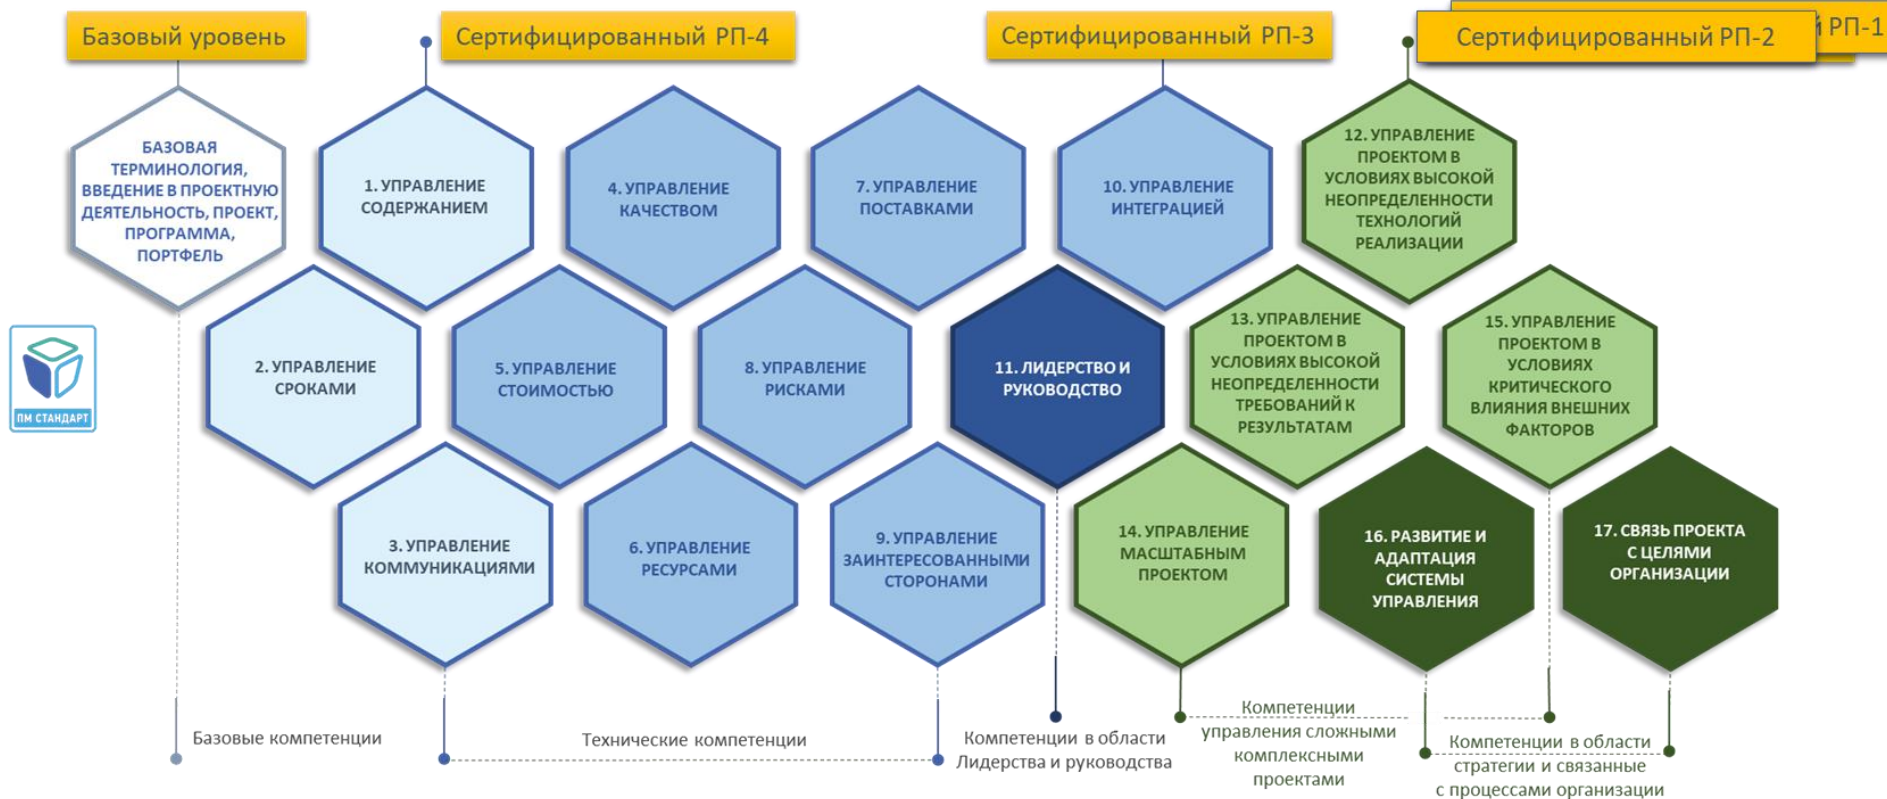 Базовый уровень
Сертифицированный РП-4
Сертифицированный РП-3
Сертифицированный РП-2
й РП-1
БАЗОВАЯ
ТЕРМИНОЛОГИЯ,
ВВЕДЕНИЕ В ПРОЕКТНУЮ
ДЕЯТЕЛЬНОСТЬ, ПРОЕКТ,
ПРОГРАММА,
ПОРТФЕЛЬ
1. УПРАВЛЕНИЕ
СОДЕРЖАНИЕМ
4. УПРАВЛЕНИЕ
КАЧЕСТВОМ
7. УПРАВЛЕНИЕ
ПОСТАВКАМИ
10. УПРАВЛЕНИЕ
ИНТЕГРАЦИЕЙ
12. УПРАВЛЕНИЕ
ПРОЕКТОМ В
УСЛОВИЯХ ВЫСОКОЙ
НЕОПРЕДЕЛЕННОСТИ
ТЕХНОЛОГИЙ
РЕАЛИЗАЦИИ
ПМ СТАНДАРТ
2. УПРАВЛЕНИЕ
СРОКАМИ
5. УПРАВЛЕНИЕ
СТОИМОСТЬЮ
8. УПРАВЛЕНИЕ
РИСКАМИ
11. ЛИДЕРСТВО И
РУКОВОДСТВО
13. УПРАВЛЕНИЕ
ПРОЕКТОМ В
УСЛОВИЯХ ВЫСОКОЙ
НЕОПРЕДЕЛЕННОСТИ
ТРЕБОВАНИЙ К
РЕЗУЛЬТАТАМ
15. УПРАВЛЕНИЕ
ПРОЕКТОМ В
УСЛОВИЯХ
КРИТИЧЕСКОГО
ВЛИЯНИЯ ВНЕШНИХ
ФАКТОРОВ
3. УПРАВЛЕНИЕ
КОММУНИКАЦИЯМИ
6. УПРАВЛЕНИЕ
РЕСУРСАМИ
9. УПРАВЛЕНИЕ
ЗАИНТЕРЕСОВАННЫМИ
СТОРОНАМИ
14. УПРАВЛЕНИЕ
МАСШТАБНЫМ
ПРОЕКТОМ
16. РАЗВИТИЕ И
АДАПТАЦИЯ
СИСТЕМЫ
УПРАВЛЕНИЯ
17. СВЯЗЬ ПРОЕКТА
С ЦЕЛЯМИ
ОРГАНИЗАЦИИ
Базовые компетенции
Технические компетенции
Компетенции в области
Лидерства и руководства
Компетенции
управления сложными
комплексными
проектами
Компетенции в области
стратегии и связанные
с процессами организации